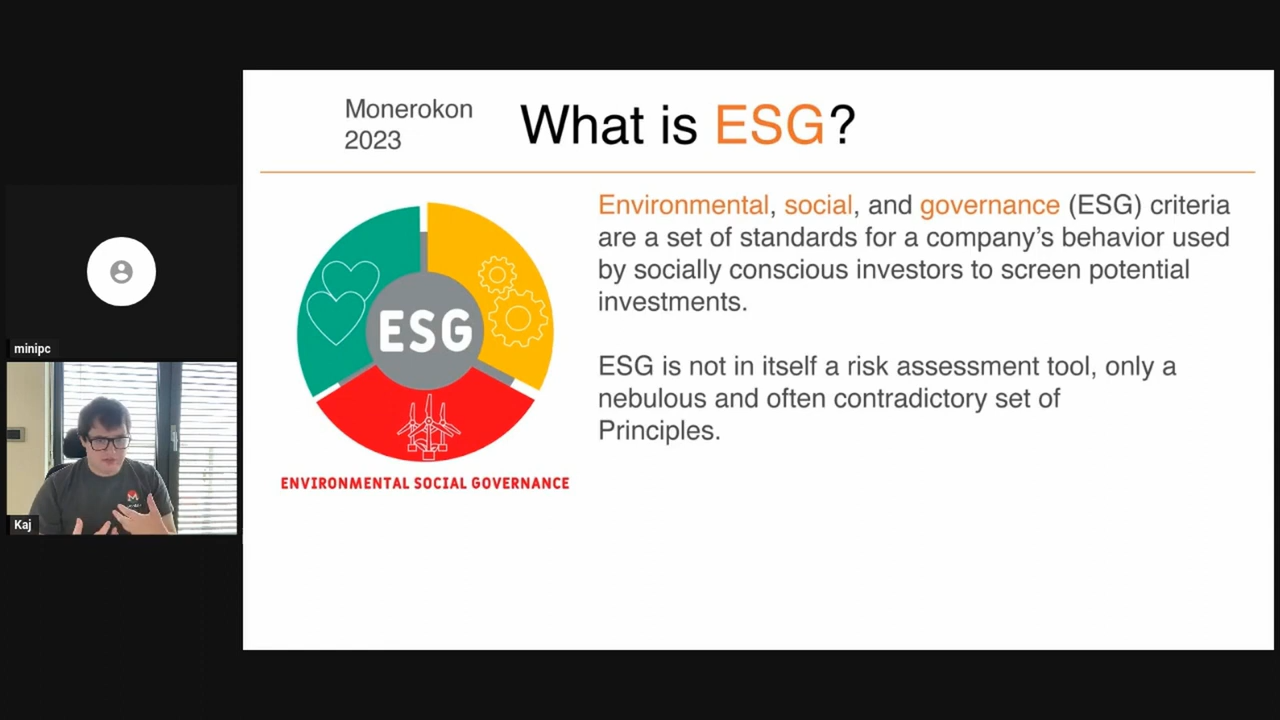 Monerokon
2023
What is ESG?
Environmental, social, and governance (ESG) criteria
are a set of standards for a company’s behavior used
by socially conscious investors to screen potential
investments.
ESG is not in itself a risk assessment tool, only a
nebulous and often contradictory set of
Principles.
ESG
ENVIRONMENTAL SOCIAL GOVERNANCE
minipc
Kaj